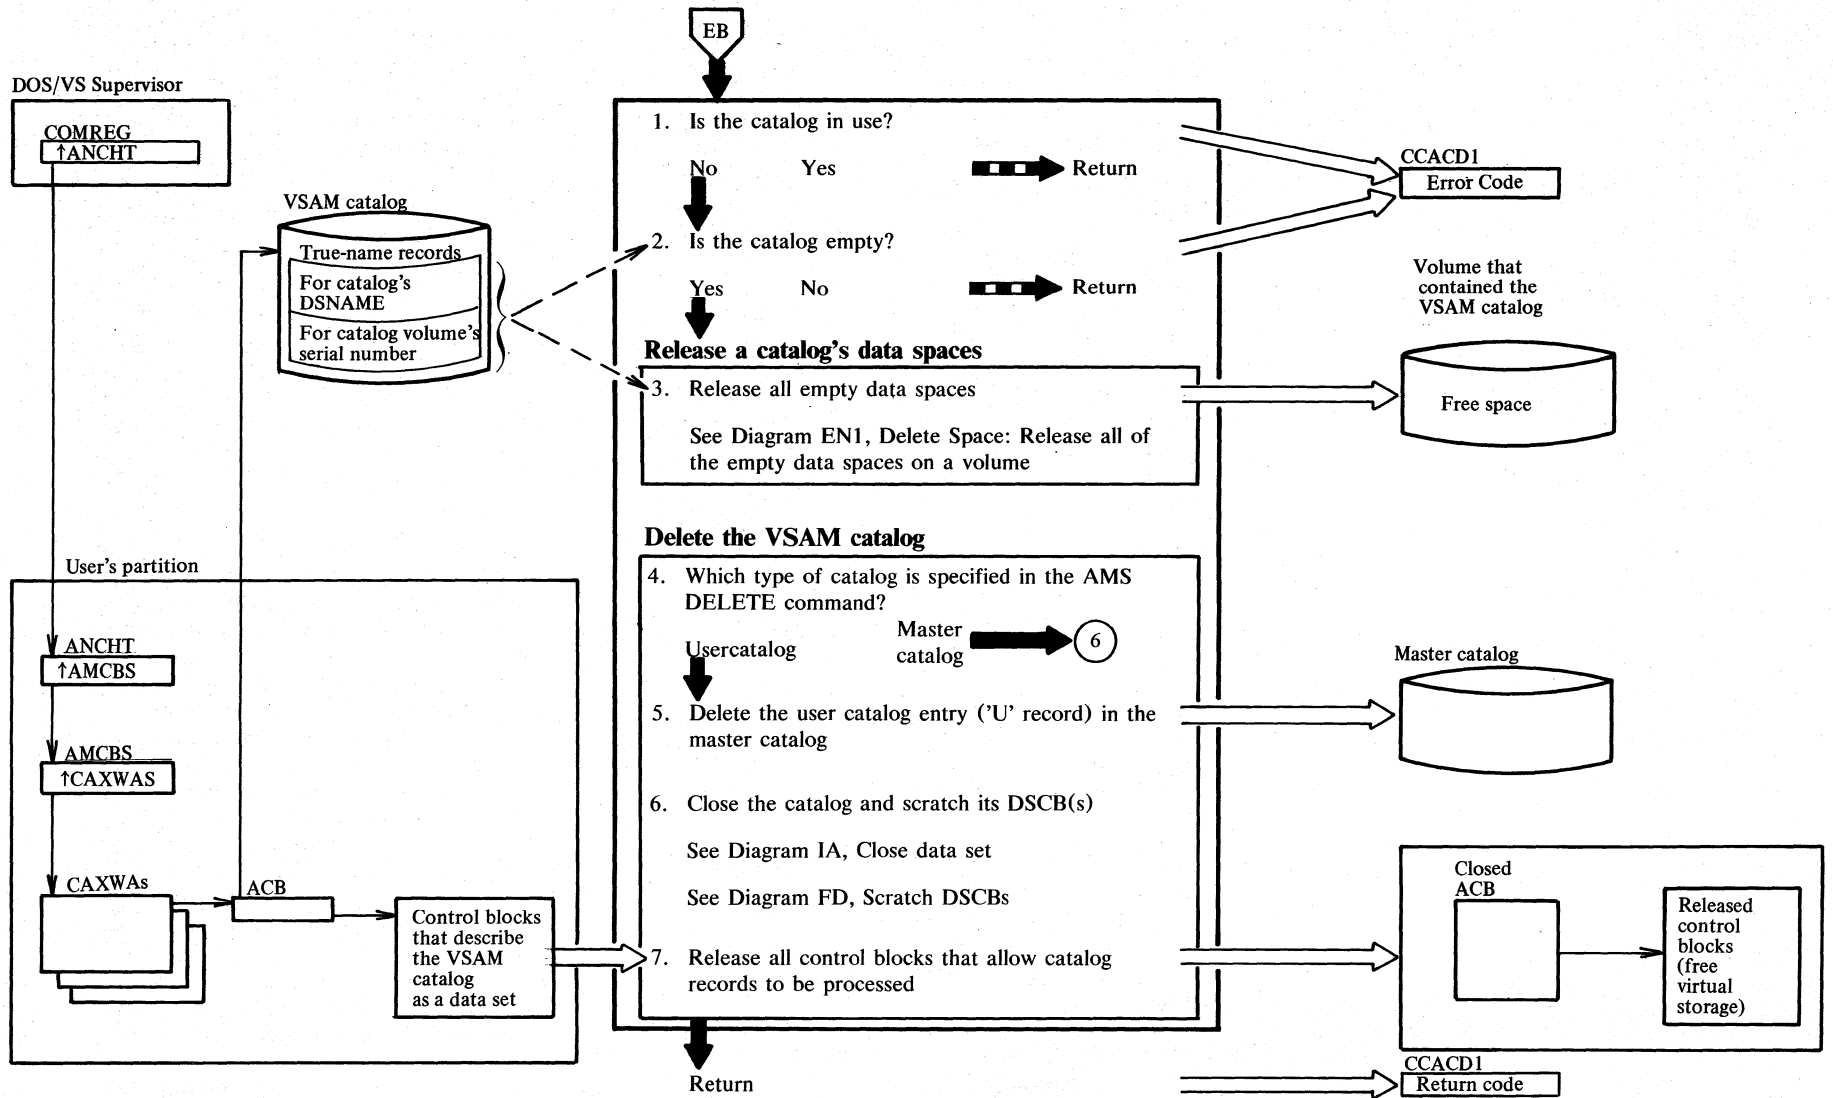 EB
DOS/VS Supervisor
COMREG
↑ANCHT
VSAM catalog
True-name records
For catalog's
DSNAME
For catalog volume's
serial number
User's partition
ANCHT
↑AMCBS
AMCBS
↑CAXWAS
CAXWAs
ACB
Control blocks
that describe
the VSAM
catalog
as a data set
1. Is the catalog in use?
No Yes Return
2. Is the catalog empty?
Yes No Return
Release a catalog's data spaces
3. Release all empty data spaces
See Diagram EN1, Delete Space: Release all of
the empty data spaces on a volume
Delete the VSAM catalog
4. Which type of catalog is specified in the AMS
DELETE command?
Usercatalog
Master
catalog
6
5. Delete the user catalog entry ('U' record) in the
master catalog
6. Close the catalog and scratch its DSCB(s)
See Diagram IA, Close data set
See Diagram FD, Scratch DSCBs
7. Release all control blocks that allow catalog
records to be processed
Return
CCACD1
Error Code
Volume that
contained the
VSAM catalog
Free space
Master catalog
Closed
ACB
Released
control
blocks
(free
virtual
storage)
CCACD1
Return code